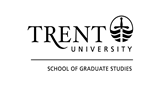 TRENT
UNIVERSITY
SCHOOL OF GRADUATE STUDIES